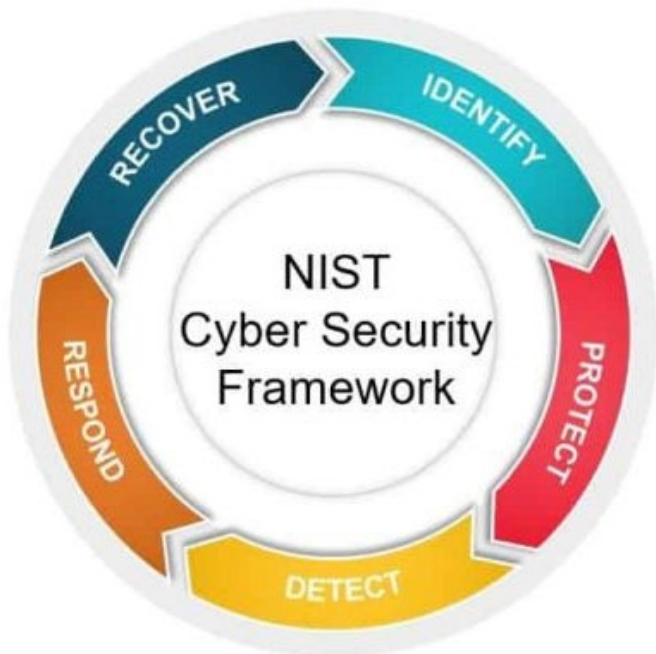 NIST
Cyber Security
Framework
IDENTIFY
PROTECT
DETECT
RESPOND
RECOVER